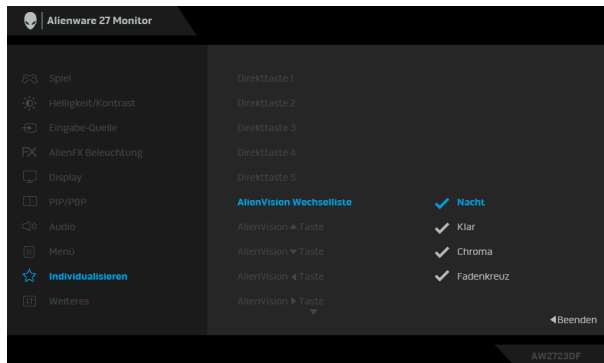 Alienware 27 Monitor
Spiel
Helligkeit/Kontrast
Eingabe-Quelle
AlienFX Beleuchtung
Display
PIP/PBP
Audio
Menü
Individualisieren
Weiteres
Direkttaste 1
Direkttaste 2
Direkttaste 3
Direkttaste 4
Direkttaste 5
AlienVision Wechselliste
AlienVision ▲ Taste
AlienVision ▼ Taste
AlienVision ◀ Taste
AlienVision ▶ Taste
Nacht
Klar
Chroma
Fadenkreuz
◀Beenden
AW2723DF